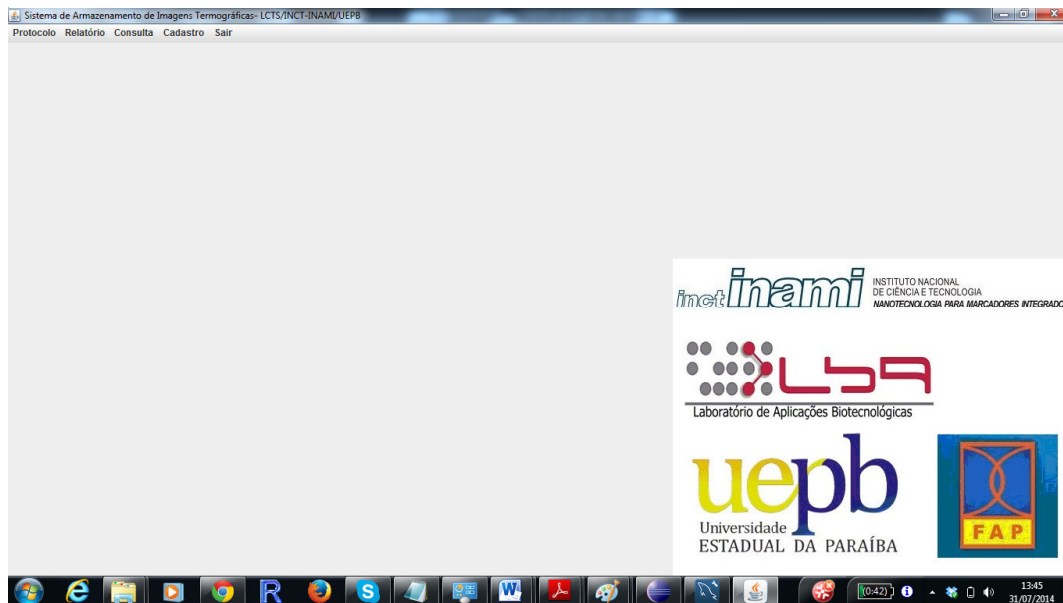 Sistema de Armazenamento de Imagens Termográficas- LCTS/INCT-INAMI/UEPB
Protocolo Relatório Consulta Cadastro Sair
inct inami
INSTITUTO NACIONAL
DE CIÊNCIA E TECNOLOGIA
NANOTECNOLOGIA PARA MARCADORES INTEGRADO
LBA
Laboratório de Aplicações Biotecnológicas
uepb
Universidade
ESTADUAL DA PARAÍBA
FAP
(0:42)
13:45
31/07/2014